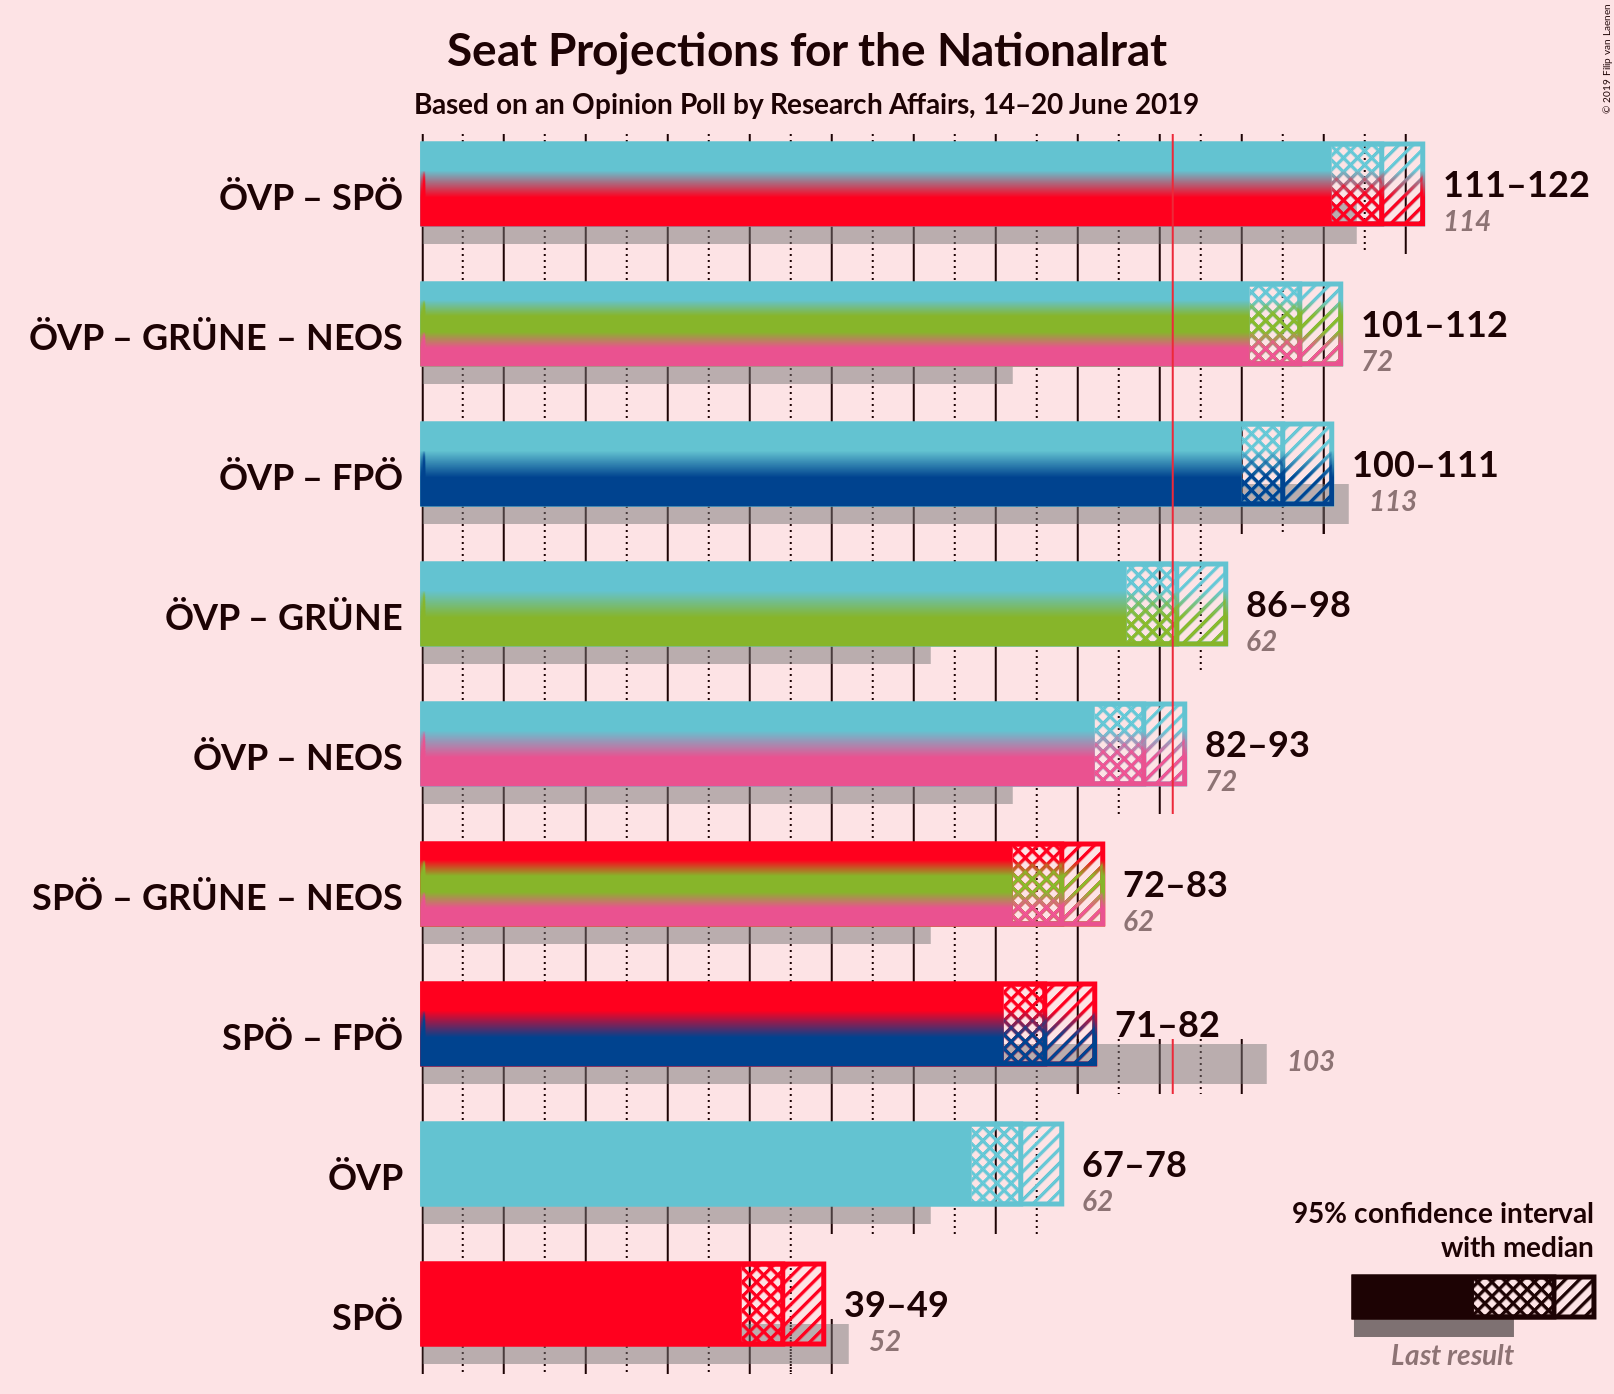 Seat Projections for the Nationalrat
Based on an Opinion Poll by Research Affairs, 14–20 June 2019
© 2019 Filip van Laenen
ÖVP – SPÖ
111–122
114
ÖVP – GRÜNE – NEOS
101–112
72
ÖVP – FPÖ
100–111
113
ÖVP – GRÜNE
86–98
62
ÖVP – NEOS
82–93
72
SPÖ – GRÜNE – NEOS
72–83
62
SPÖ – FPÖ
71–82
103
ÖVP
67–78
62
SPÖ
39–49
52
95% confidence interval
with median
Last result